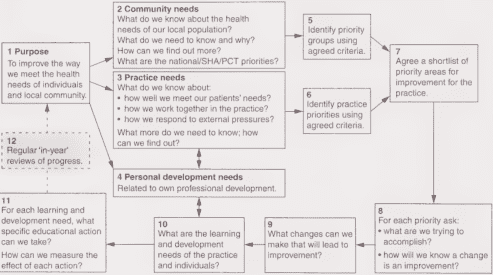 1 Purpose
To improve the way
we meet the health
needs of individuals
and local community.
2 Community needs
What do we know about the health
needs of our local population?
What do we need to know and why?
How can we find out more?
What are the national/SHA/PCT priorities?
3 Practice needs
What do we know about:
• how well we meet our patients' needs?
• how we work together in the practice?
• how we respond to external pressures?
What more do we need to know; how
can we find out?
4 Personal development needs
Related to own professional development.
5
Identify priority
groups using
agreed criteria.
6
Identify practice
priorities using
agreed criteria.
7
Agree a shortlist of
priority areas for
improvement for the
practice.
8
For each priority ask:
• what are we trying to
accomplish?
• how will we know a change
is an improvement?
9
What changes can we
make that will lead to
improvement?
10
What are the learning
and development
needs of the practice
and individuals?
11
For each learning and
development need, what
specific educational action
can we take?
How can we measure the
effect of each action?
12
Regular 'in-year'
reviews of progress.